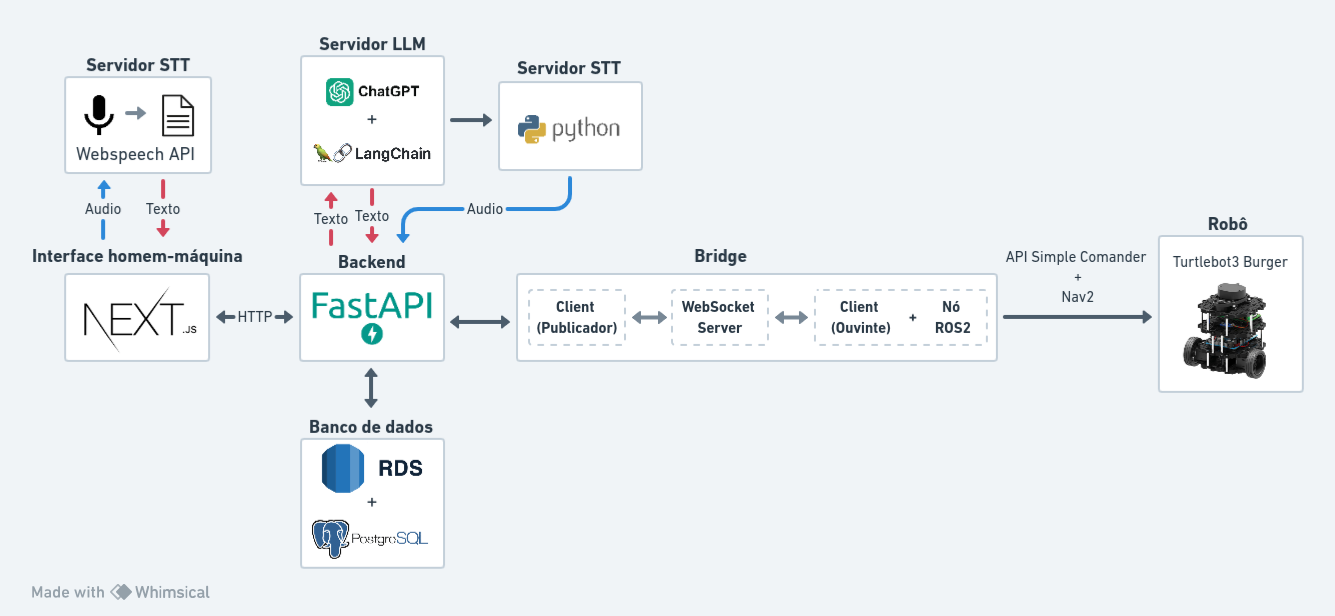 Servidor STT
Webspeech API
Servidor LLM
ChatGPT
+
LangChain
Servidor STT
python
Audio
Texto
Texto
Texto
Audio
Interface homem-máquina
NEXT.JS
HTTP
Backend
FastAPI
Bridge
Client
(Publicador)
WebSocket
Server
Client
(Ouvinte)
+
Nó
ROS2
API Simple Comander
+
Nav2
Robô
Turtlebot3 Burger
Banco de dados
RDS
+
PostgreSQL
Made with Whimsical